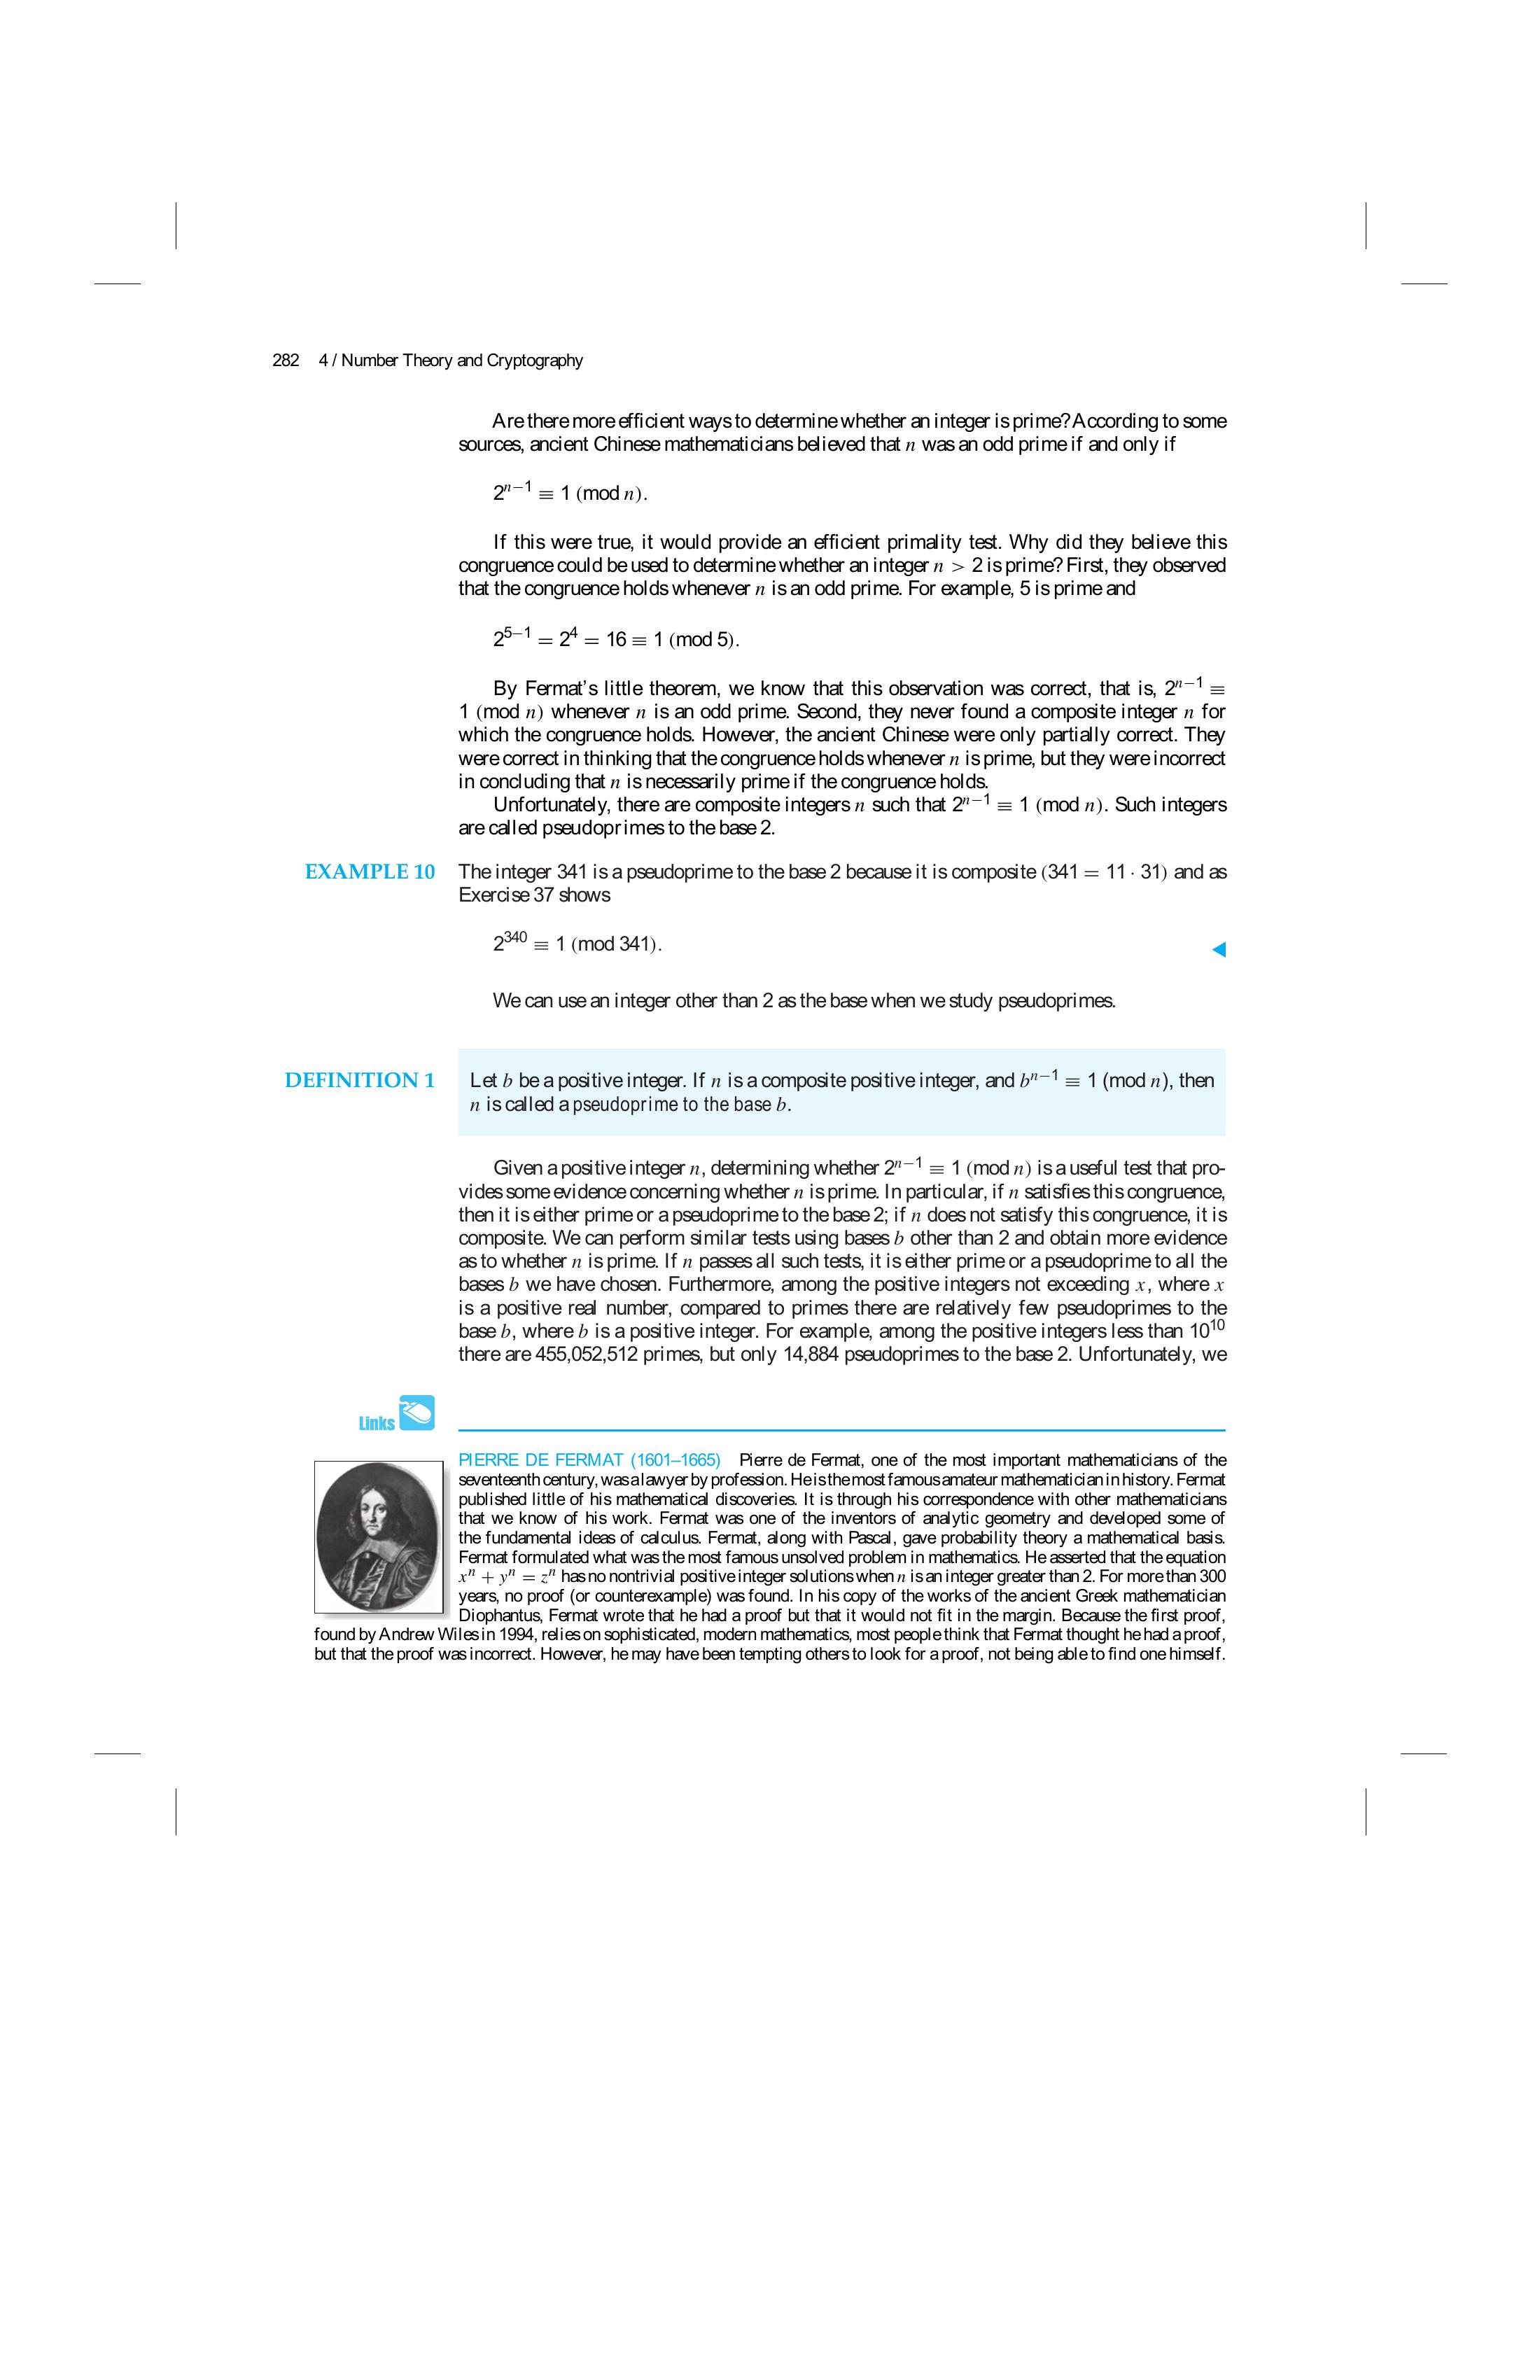 282 4 / Number Theory and Cryptography
Are there more efficient ways to determine whether an integer is prime? According to some
sources, ancient Chinese mathematicians believed that n was an odd prime if and only if
2^{n−1} ≡ 1 (mod n).
If this were true, it would provide an efficient primality test. Why did they believe this
congruence could be used to determine whether an integer n > 2 is prime? First, they observed
that the congruence holds whenever n is an odd prime. For example, 5 is prime and
2^{5−1} = 2^4 = 16 ≡ 1 (mod 5).
By Fermat's little theorem, we know that this observation was correct, that is, 2^{n−1} ≡
1 (mod n) whenever n is an odd prime. Second, they never found a composite integer n for
which the congruence holds. However, the ancient Chinese were only partially correct. They
were correct in thinking that the congruence holds whenever n is prime, but they were incorrect
in concluding that n is necessarily prime if the congruence holds.
Unfortunately, there are composite integers n such that 2^{n−1} ≡ 1 (mod n). Such integers
are called pseudoprimes to the base 2.
EXAMPLE 10 The integer 341 is a pseudoprime to the base 2 because it is composite (341 = 11 · 31) and as
Exercise 37 shows
2^{340} ≡ 1 (mod 341).
We can use an integer other than 2 as the base when we study pseudoprimes.
DEFINITION 1 Let b be a positive integer. If n is a composite positive integer, and b^{n−1} ≡ 1 (mod n), then
n is called a pseudoprime to the base b.
Given a positive integer n, determining whether 2^{n−1} ≡ 1 (mod n) is a useful test that pro-
vides some evidence concerning whether n is prime. In particular, if n satisfies this congruence,
then it is either prime or a pseudoprime to the base 2; if n does not satisfy this congruence, it is
composite. We can perform similar tests using bases b other than 2 and obtain more evidence
as to whether n is prime. If n passes all such tests, it is either prime or a pseudoprime to all the
bases b we have chosen. Furthermore, among the positive integers not exceeding x, where x
is a positive real number, compared to primes there are relatively few pseudoprimes to the
base b, where b is a positive integer. For example, among the positive integers less than 10^{10}
there are 455,052,512 primes, but only 14,884 pseudoprimes to the base 2. Unfortunately, we
Links
PIERRE DE FERMAT (1601–1665) Pierre de Fermat, one of the most important mathematicians of the
seventeenth century, was a lawyer by profession. He is the most famous amateur mathematician in history. Fermat
published little of his mathematical discoveries. It is through his correspondence with other mathematicians
that we know of his work. Fermat was one of the inventors of analytic geometry and developed some of
the fundamental ideas of calculus. Fermat, along with Pascal, gave probability theory a mathematical basis.
Fermat formulated what was the most famous unsolved problem in mathematics. He asserted that the equation
x^n + y^n = z^n has no nontrivial positive integer solutions when n is an integer greater than 2. For more than 300
years, no proof (or counterexample) was found. In his copy of the works of the ancient Greek mathematician
Diophantus, Fermat wrote that he had a proof but that it would not fit in the margin. Because the first proof,
found by Andrew Wiles in 1994, relies on sophisticated, modern mathematics, most people think that Fermat thought he had a proof,
but that the proof was incorrect. However, he may have been tempting others to look for a proof, not being able to find one himself.